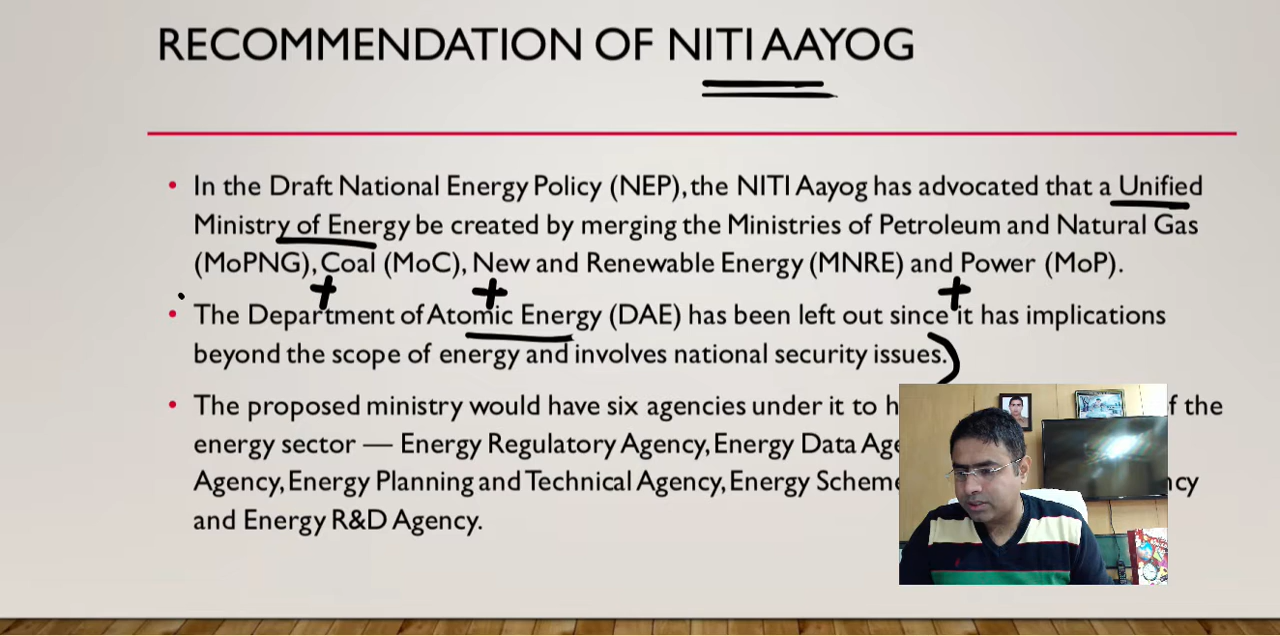 RECOMMENDATION OF NITI AAYOG
• In the Draft National Energy Policy (NEP), the NITI Aayog has advocated that a Unified
Ministry of Energy be created by merging the Ministries of Petroleum and Natural Gas
(MoPNG), Coal (MoC), New and Renewable Energy (MNRE) and Power (MoP).
• The Department of Atomic Energy (DAE) has been left out since it has implications
beyond the scope of energy and involves national security issues.
• The proposed ministry would have six agencies under it to of the
energy sector — Energy Regulatory Agency, Energy Data
Agency, Energy Planning and Technical Agency, Energy
and Energy R&D Agency.